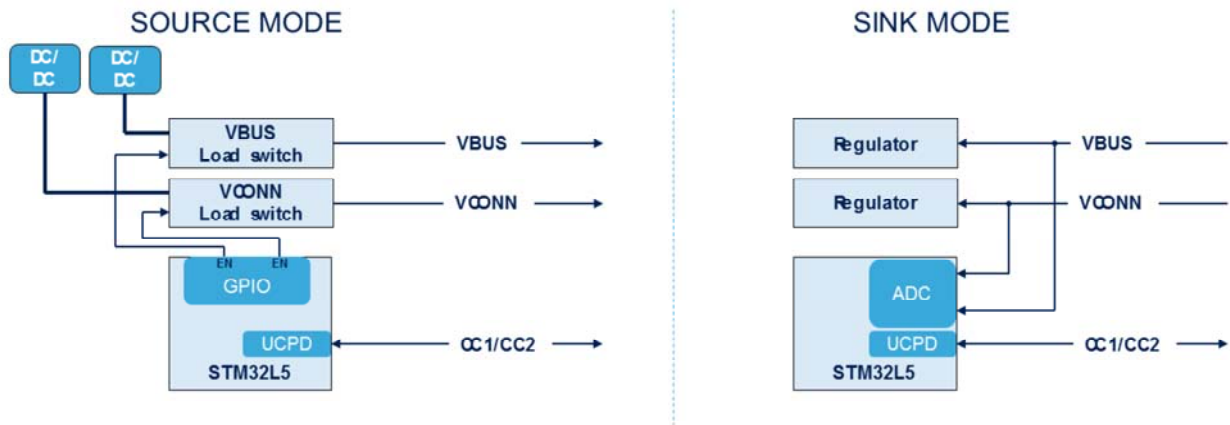 SOURCE MODE
DC/
DC
DC/
DC
VBUS
Load switch
VBUS
VCONN
Load switch
VCONN
EN
EN
GPIO
UCPD
CC1/CC2
STM32L5
SINK MODE
Regulator
VBUS
Regulator
VCONN
ADC
UCPD
CC1/CC2
STM32L5